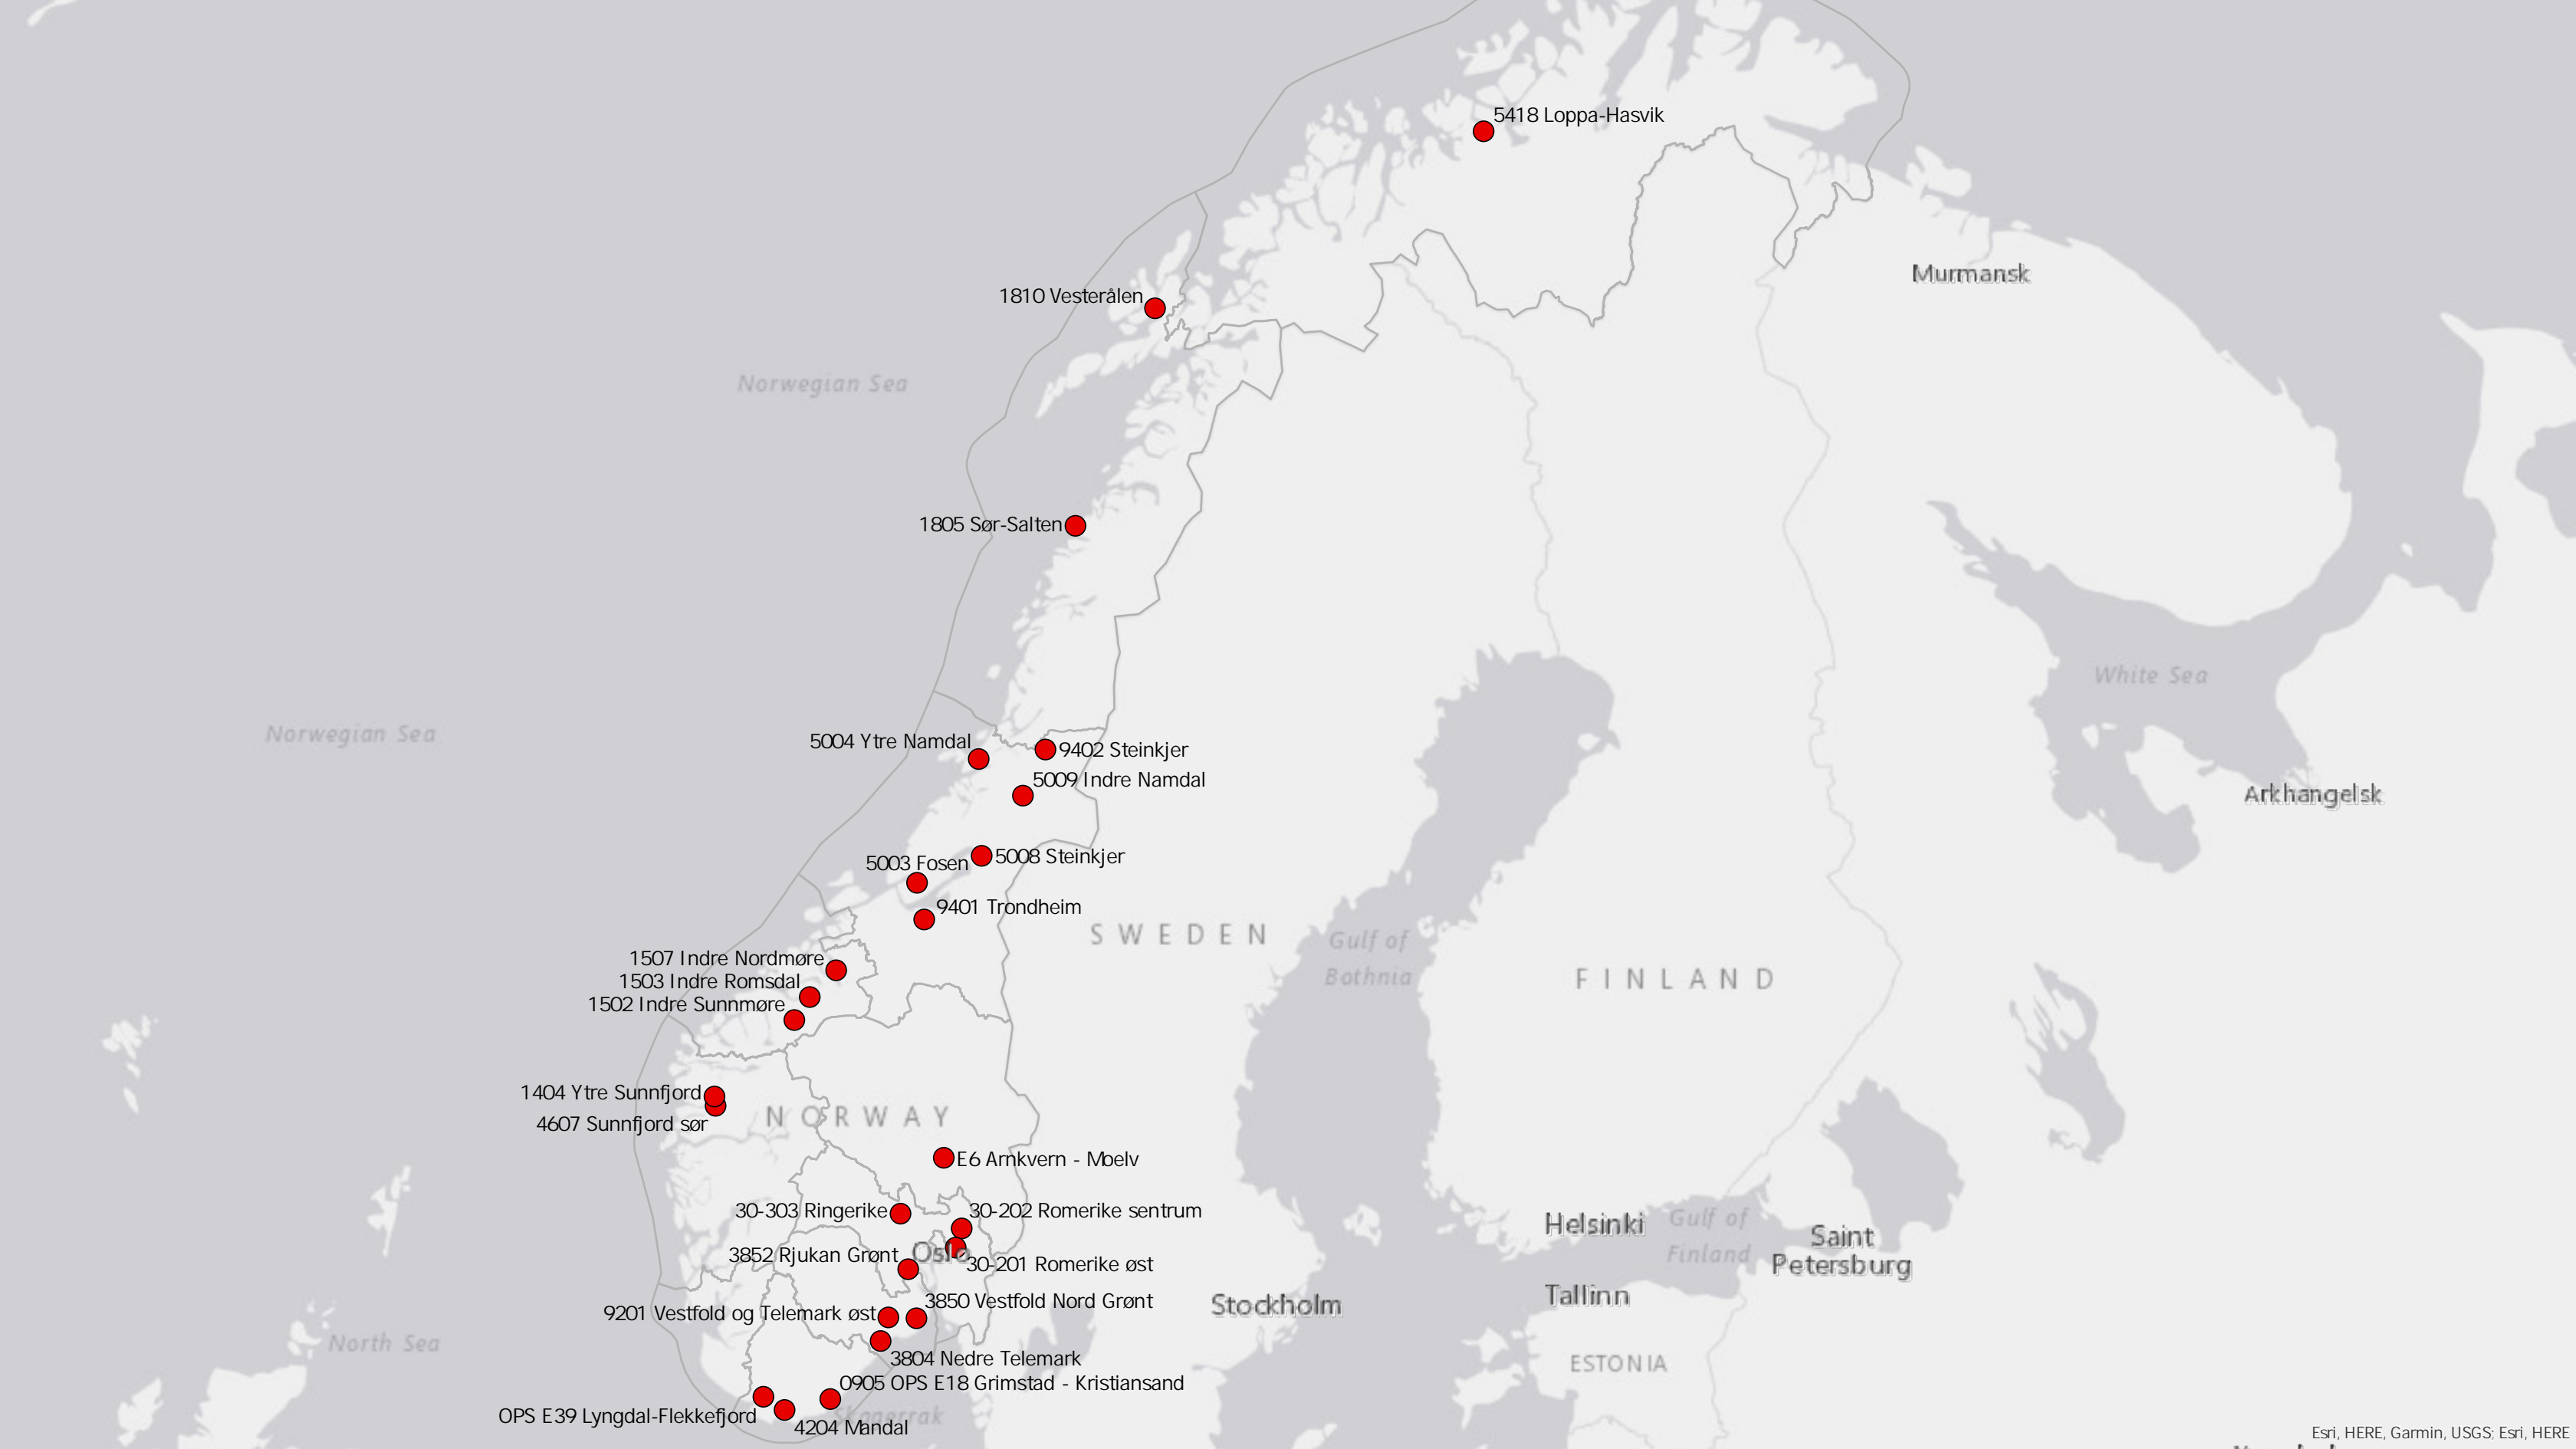 5418 Loppa-Hasvik
Murmansk
1810 Vesterålen
Norwegian Sea
1805 Sør-Salten
White Sea
Norwegian Sea
5004 Ytre Namdal
9402 Steinkjer
5009 Indre Namdal
Arkhangelsk
5003 Fosen
5008 Steinkjer
9401 Trondheim
SWEDEN
Gulf of
Bothnia
FINLAND
1507 Indre Nordmøre
1503 Indre Romsdal
1502 Indre Sunnmøre
1404 Ytre Sunnfjord
4607 Sunnfjord sør
NORWAY
E6 Arnkvern - Moelv
30-303 Ringerike
30-202 Romerike sentrum
Helsinki
Gulf of
Finland
Saint
Petersburg
3852 Rjukan Grønt
Oslo
30-201 Romerike øst
3850 Vestfold Nord Grønt
Stockholm
Tallinn
9201 Vestfold og Telemark øst
North Sea
3804 Nedre Telemark
ESTONIA
0905 OPS E18 Grimstad - Kristiansand
OPS E39 Lyngdal-Flekkefjord
Skagerrak
4204 Mandal
Esri, HERE, Garmin, USGS; Esri, HERE